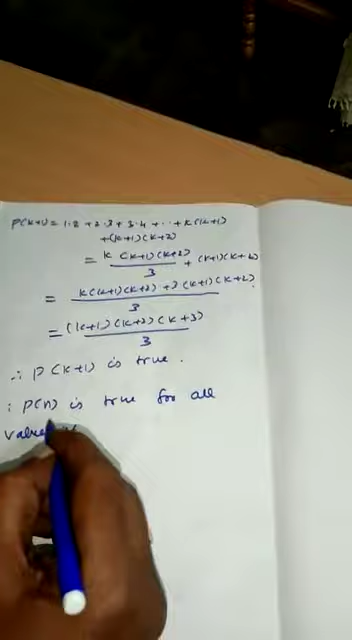 P(k+1) = 1·2 + 2·3 + 3·4 + ·· + k(k+1)
+(k+1)(k+2)
= k(k+1)(k+2)/3 + (k+1)(k+2)
= k(k+1)(k+2) + 3(k+1)(k+2)/3
= (k+1)(k+2)(k+3)/3
∴ P(k+1) is true.
: P(n) is true for all